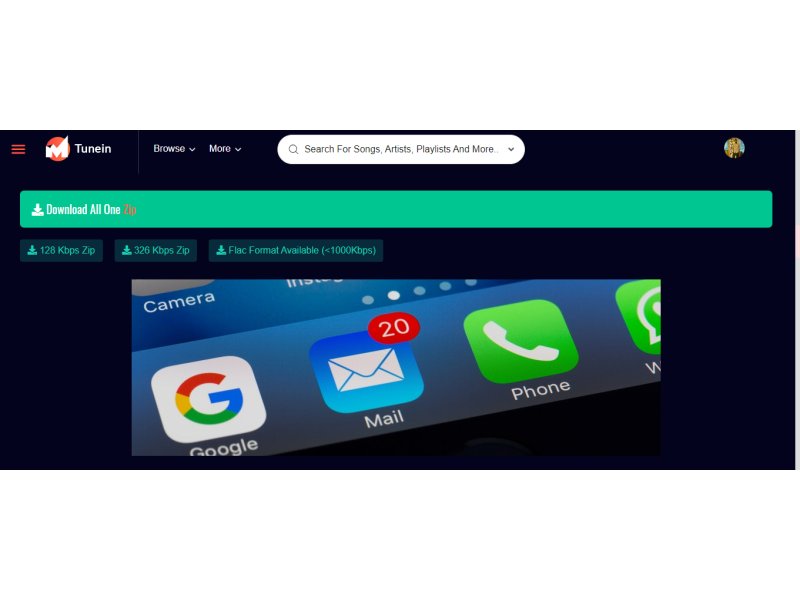 Tunein
Browse
More
Search For Songs, Artists, Playlists And More..
Download All One Zip
128 Kbps Zip
326 Kbps Zip
Flac Format Available (<1000Kbps)
Camera
20
Google
Mail
Phone